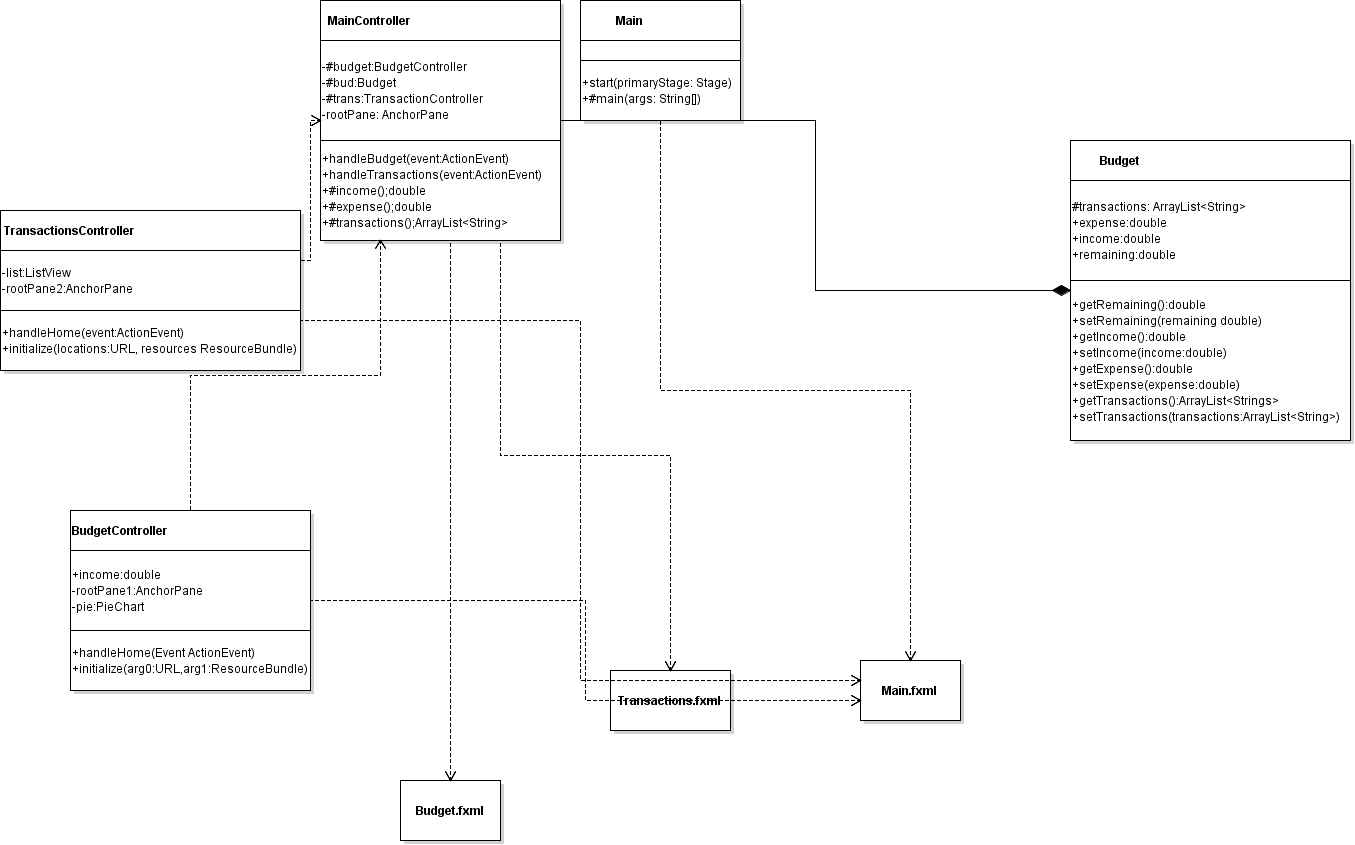 MainController
-#budget:BudgetController
-#bud:Budget
-#trans:TransactionController
-rootPane: AnchorPane
+handleBudget(event:ActionEvent)
+handleTransactions(event:ActionEvent)
+#income();double
+#expense();double
+#transactions();ArrayList<String>
Main
+start(primaryStage: Stage)
+#main(args: String[])
Budget
#transactions: ArrayList<String>
+expense:double
+income:double
+remaining:double
+getRemaining():double
+setRemaining(remaining double)
+getIncome():double
+setIncome(income:double)
+getExpense():double
+setExpense(expense:double)
+getTransactions():ArrayList<Strings>
+setTransactions(transactions:ArrayList<String>)
TransactionsController
-list:ListView
-rootPane2:AnchorPane
+handleHome(event:ActionEvent)
+initialize(locations:URL, resources ResourceBundle)
BudgetController
+income:double
-rootPane1:AnchorPane
-pie:PieChart
+handleHome(Event ActionEvent)
+initialize(arg0:URL,arg1:ResourceBundle)
Transactions.fxml
Main.fxml
Budget.fxml